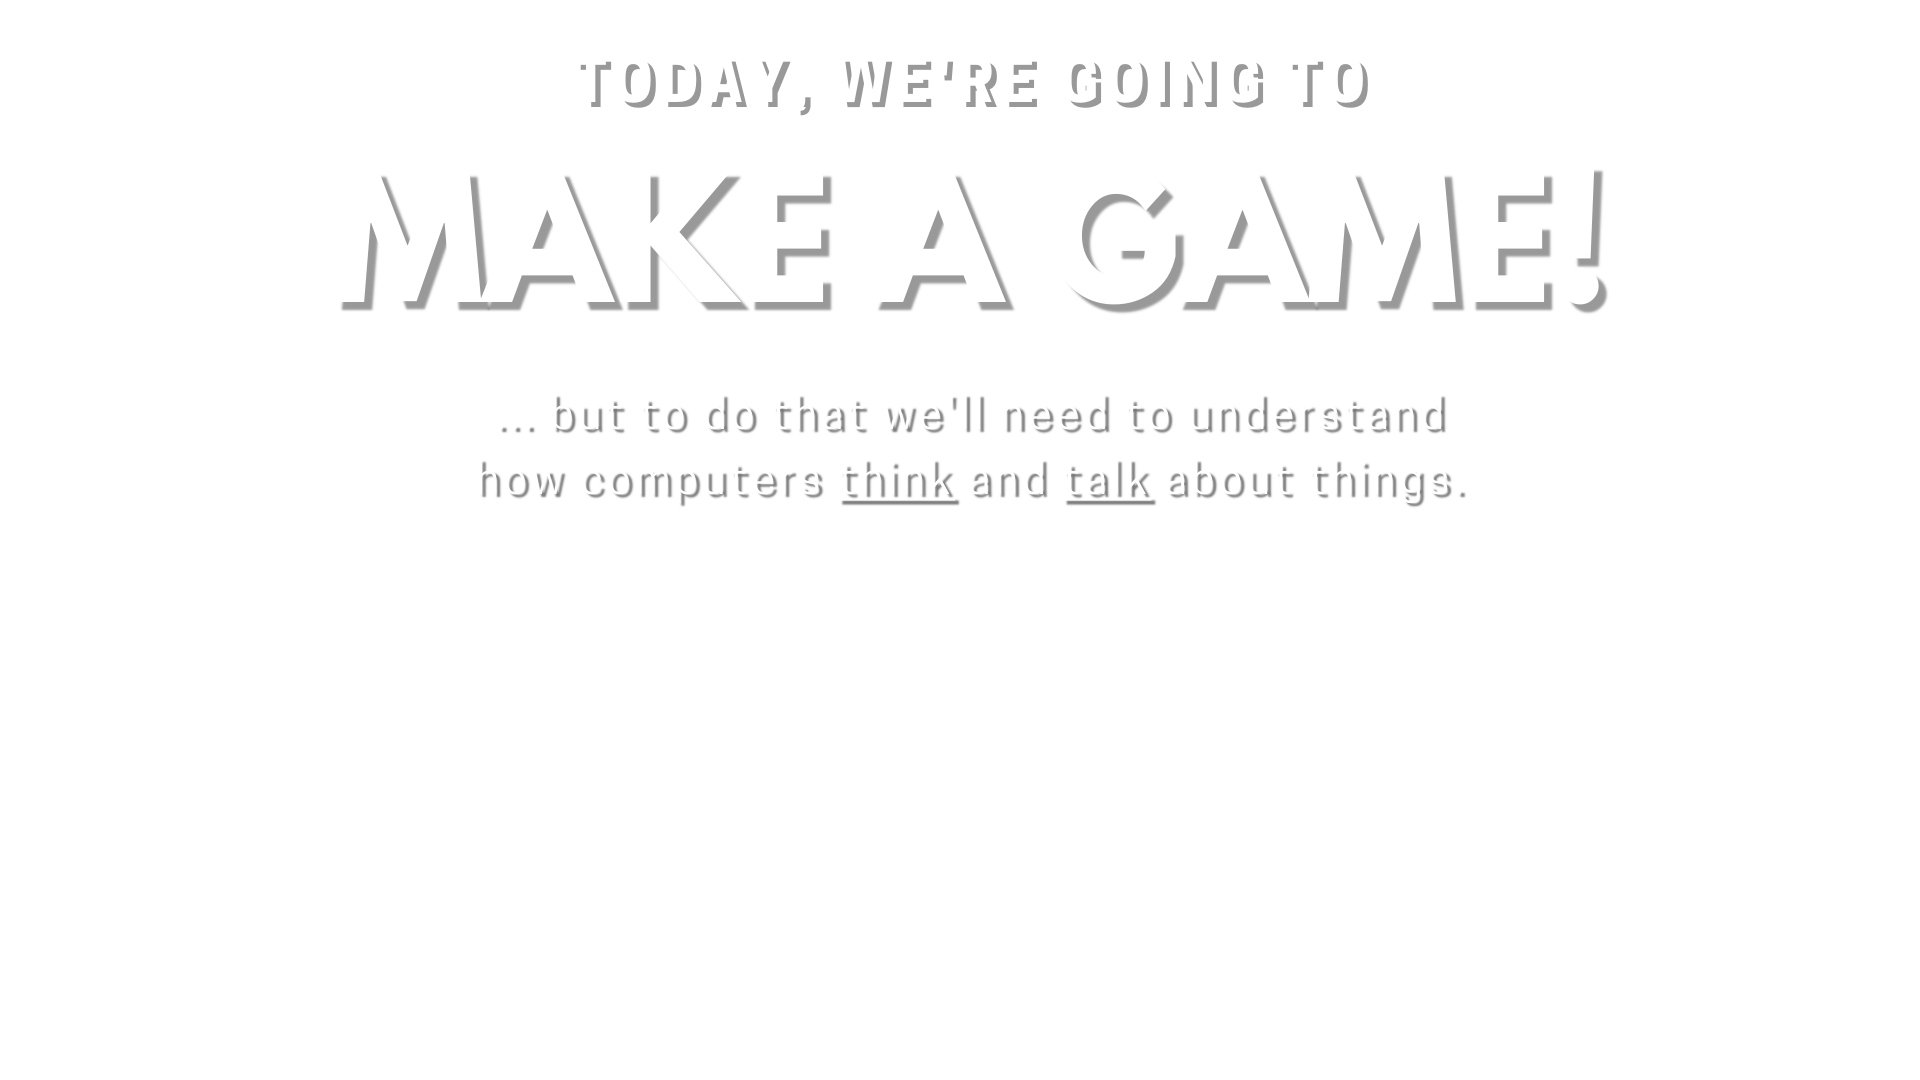 TODAY, WE'RE GOING TO
MAKE A GAME!
... but to do that we'll need to understand
how computers think and talk about things.